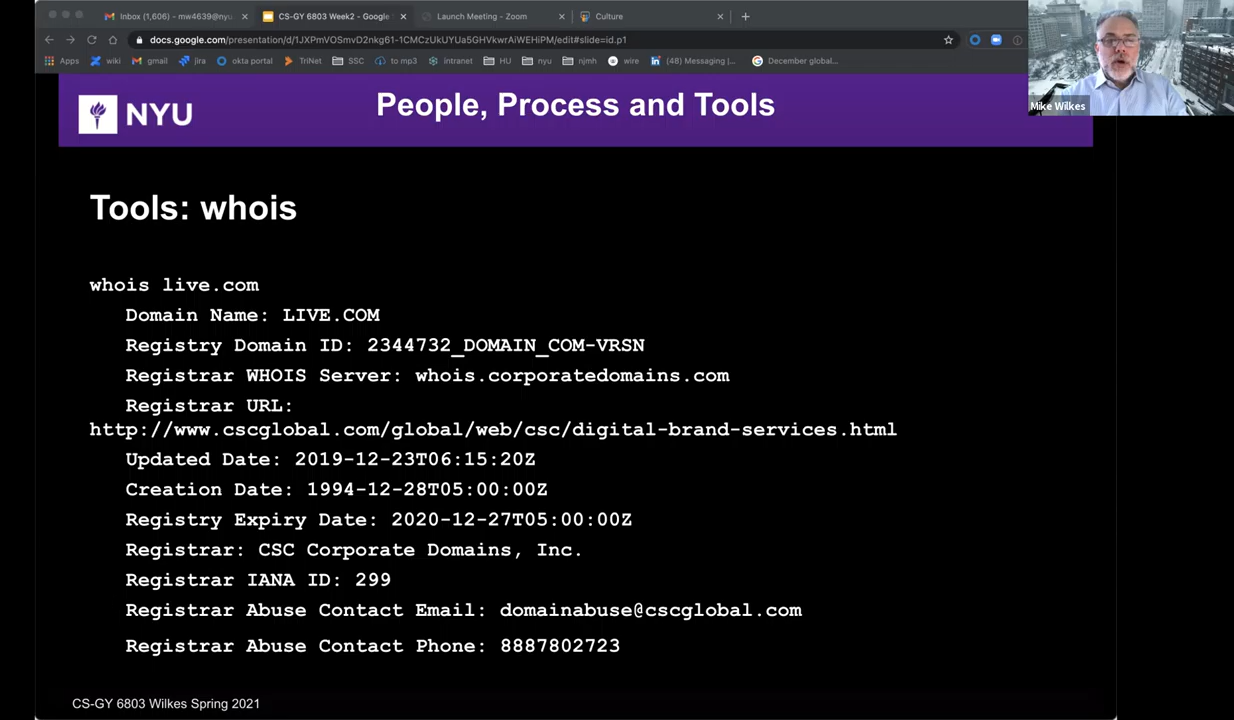 Inbox (1,606) - mw4639@nyu
CS-GY 6803 Week2 - Google
Launch Meeting - Zoom
Culture
docs.google.com/presentation/d/1JXPmVOSmvD2nkg61-1CMCzUkUYUa5GHVkwrAiWEHiPM/edit#slide=id.p1
Apps
wiki
gmail
jira
okta portal
TriNet
SSC
to mp3
intranet
HU
nyu
njmh
wire
(48) Messaging |...
December global...
Mike Wilkes
NYU
People, Process and Tools
Tools: whois
whois live.com
Domain Name: LIVE.COM
Registry Domain ID: 2344732_DOMAIN_COM-VRSN
Registrar WHOIS Server: whois.corporatedomains.com
Registrar URL:
http://www.cscglobal.com/global/web/csc/digital-brand-services.html
Updated Date: 2019-12-23T06:15:20Z
Creation Date: 1994-12-28T05:00:00Z
Registry Expiry Date: 2020-12-27T05:00:00Z
Registrar: CSC Corporate Domains, Inc.
Registrar IANA ID: 299
Registrar Abuse Contact Email: domainabuse@cscglobal.com
Registrar Abuse Contact Phone: 8887802723
CS-GY 6803 Wilkes Spring 2021